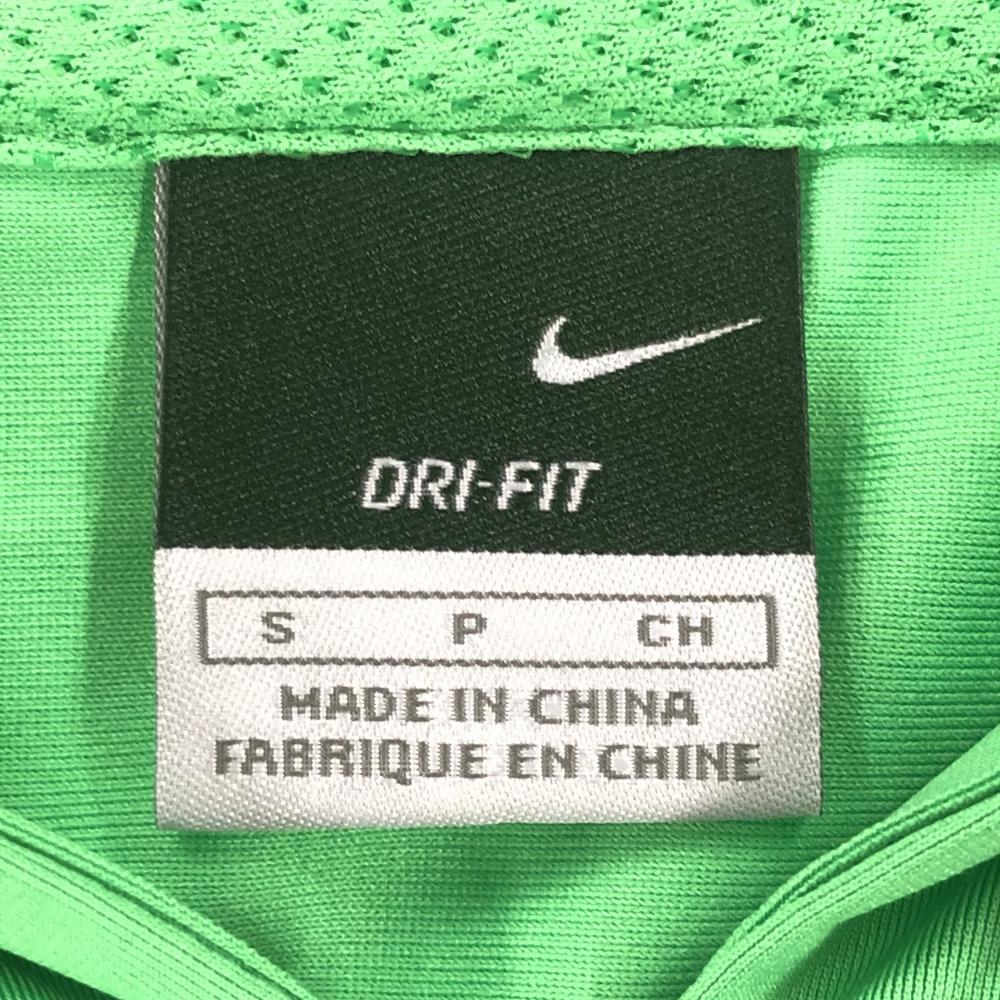 DRI-FIT
S P CH
MADE IN CHINA
FABRIQUE EN CHINE